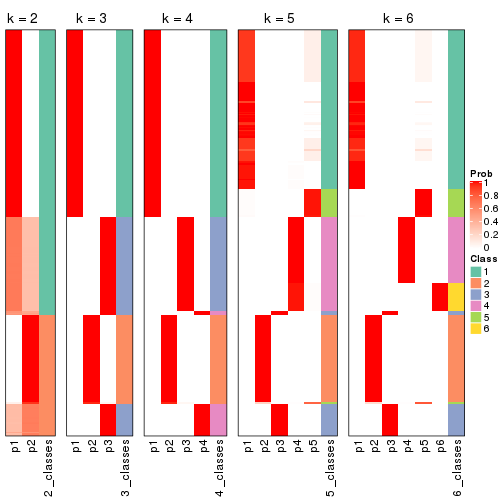 k = 2
k = 3
k = 4
k = 5
k = 6
p1
p2
2_classes
p1
p2
p3
3_classes
p1
p2
p3
p4
4_classes
p1
p2
p3
p4
p5
5_classes
p1
p2
p3
p4
p5
p6
6_classes
Prob
1
0.8
0.6
0.4
0.2
0
Class
1
2
3
4
5
6